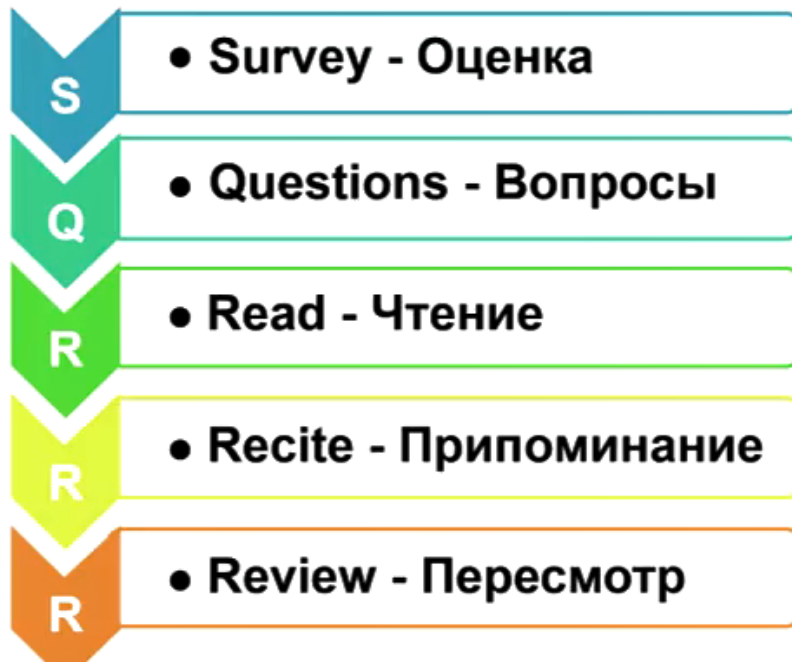 S
• Survey - Оценка
Q
• Questions - Вопросы
R
• Read - Чтение
R
• Recite - Припоминание
R
• Review - Пересмотр